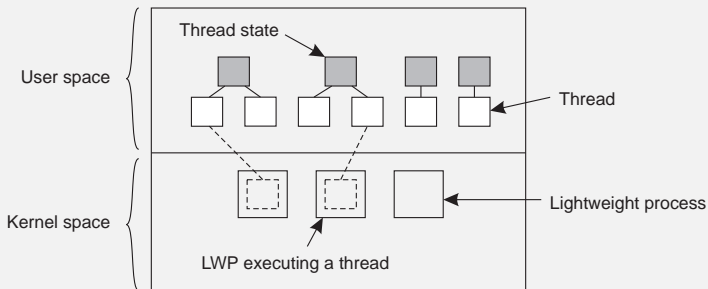 Thread state
User space
Thread
Lightweight process
Kernel space
LWP executing a thread